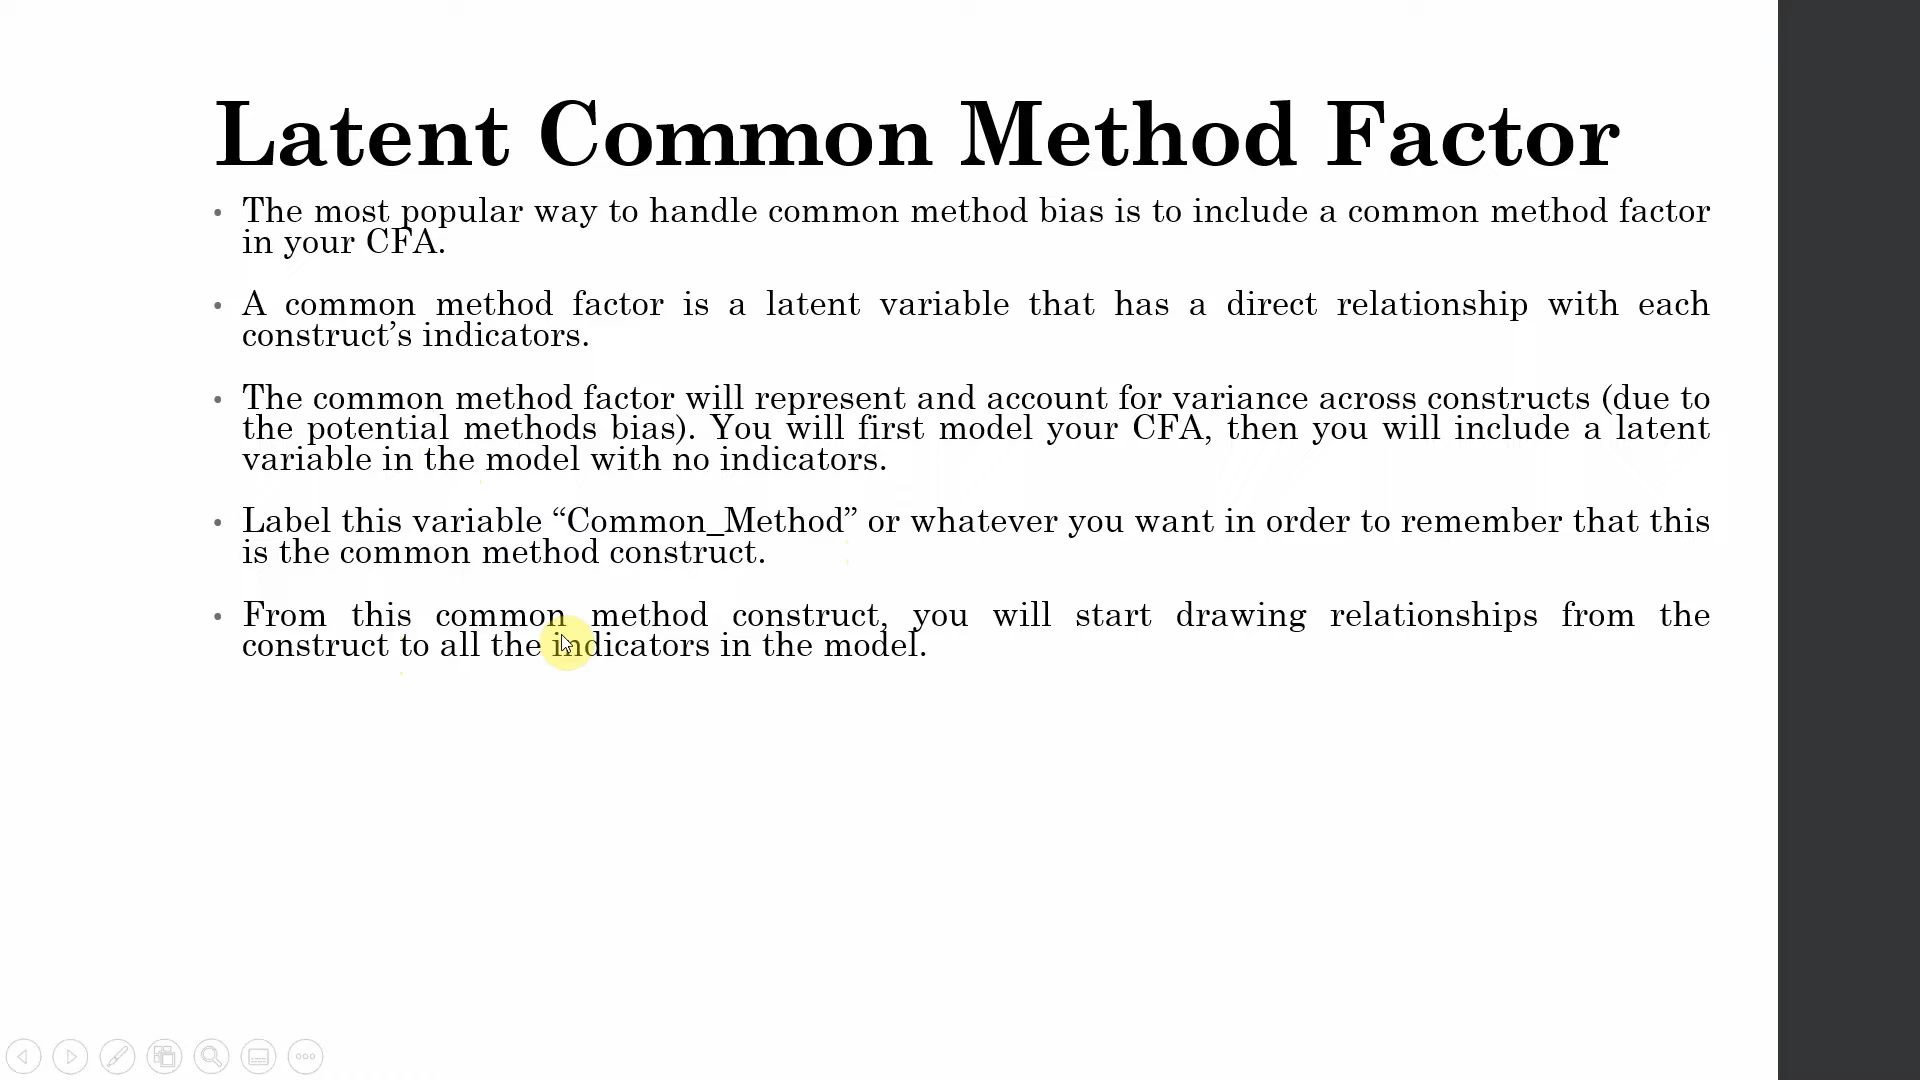 Latent Common Method Factor
• The most popular way to handle common method bias is to include a common method factor
in your CFA.
• A common method factor is a latent variable that has a direct relationship with each
construct’s indicators.
• The common method factor will represent and account for variance across constructs (due to
the potential methods bias). You will first model your CFA, then you will include a latent
variable in the model with no indicators.
• Label this variable “Common_Method” or whatever you want in order to remember that this
is the common method construct.
• From this common method construct, you will start drawing relationships from the
construct to all the indicators in the model.